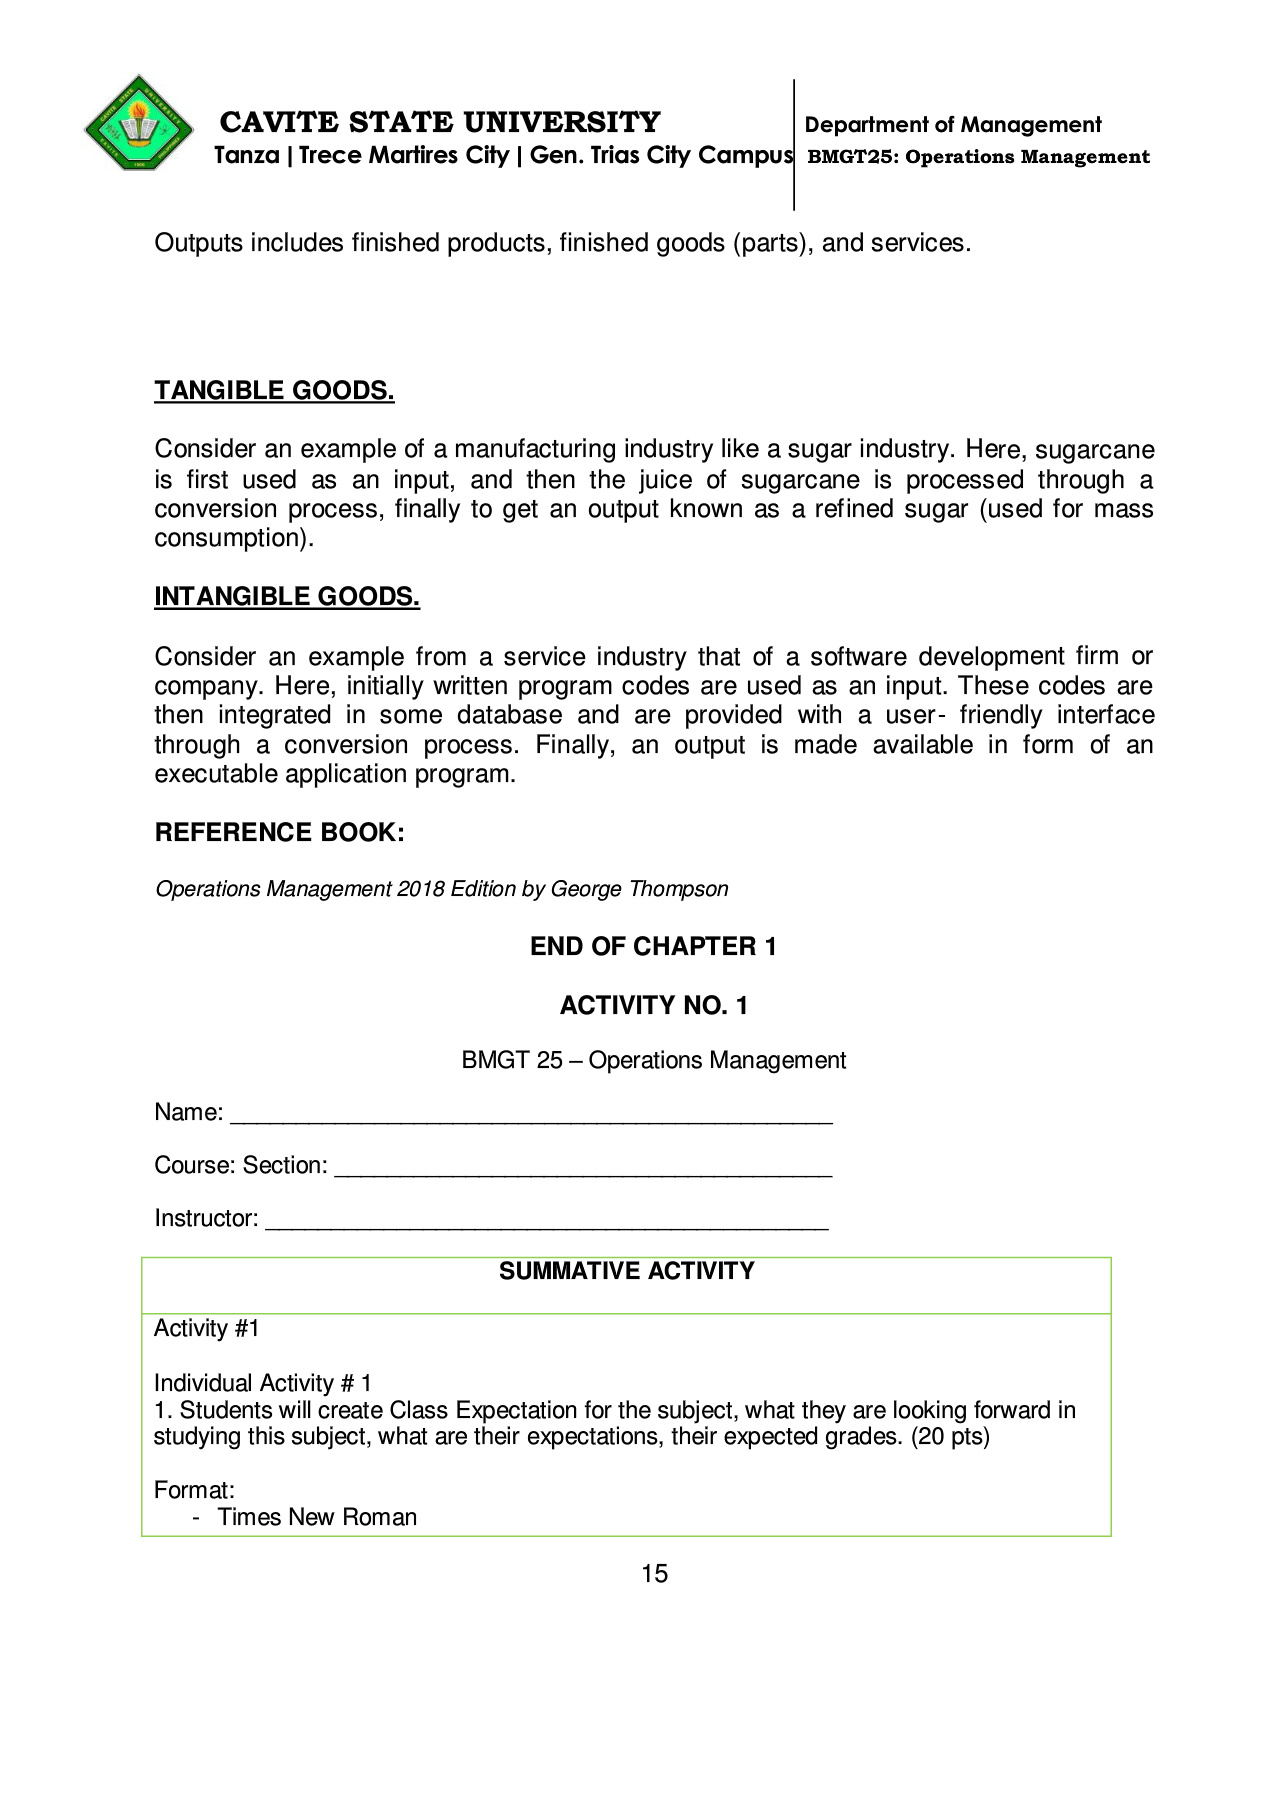 CAVITE STATE UNIVERSITY
Tanza | Trece Martires City | Gen. Trias City Campus
Department of Management
BMGT25: Operations Management
Outputs includes finished products, finished goods (parts), and services.
TANGIBLE GOODS.
Consider an example of a manufacturing industry like a sugar industry. Here, sugarcane
is first used as an input, and then the juice of sugarcane is processed through a
conversion process, finally to get an output known as a refined sugar (used for mass
consumption).
INTANGIBLE GOODS.
Consider an example from a service industry that of a software development firm or
company. Here, initially written program codes are used as an input. These codes are
then integrated in some database and are provided with a user- friendly interface
through a conversion process. Finally, an output is made available in form of an
executable application program.
REFERENCE BOOK:
Operations Management 2018 Edition by George Thompson
END OF CHAPTER 1
ACTIVITY NO. 1
BMGT 25 – Operations Management
Name: ____________________________________________
Course: Section: ____________________________________
Instructor: _________________________________________
SUMMATIVE ACTIVITY
Activity #1
Individual Activity # 1
1. Students will create Class Expectation for the subject, what they are looking forward in
studying this subject, what are their expectations, their expected grades. (20 pts)
Format:
- Times New Roman
15